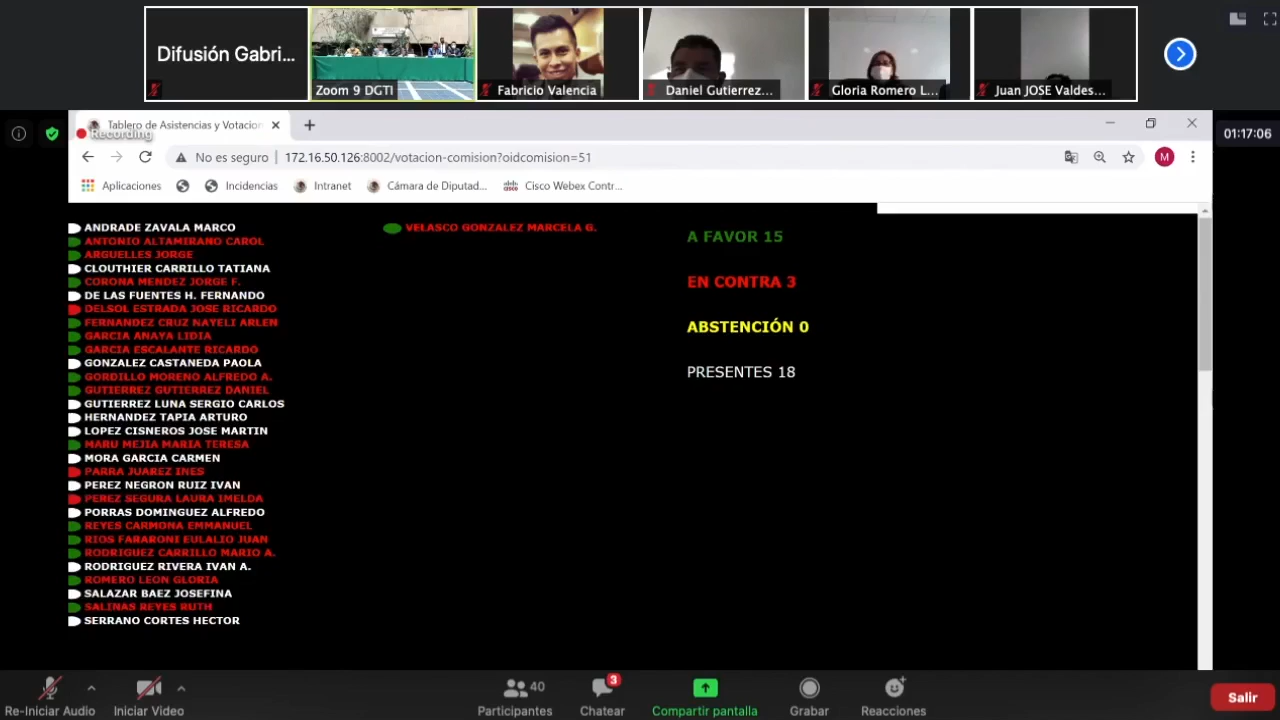 Difusión Gabri...
Zoom 9 DGTI
Fabricio Valencia
Daniel Gutierrez...
Gloria Romero L...
Juan JOSE Valdes...
Tablero de Asistencias y Votacion
Recording
01:17:06
No es seguro | 172.16.50.126:8002/votacion-comision?oidcomision=51
M
Aplicaciones
Incidencias
Intranet
Cámara de Diputad...
Cisco Webex Contr...
ANDRADE ZAVALA MARCO
ANTONIO ALTAMIRANO CAROL
ARGUELLES JORGE
CLOUTHIER CARRILLO TATIANA
CORONA MENDEZ JORGE F.
DE LAS FUENTES H. FERNANDO
DELSOL ESTRADA JOSE RICARDO
FERNANDEZ CRUZ NAYELI ARLEN
GARCIA ANAYA LIDIA
GARCIA ESCALANTE RICARDO
GONZALEZ CASTANEDA PAOLA
GORDILLO MORENO ALFREDO A.
GUTIERREZ GUTIERREZ DANIEL
GUTIERREZ LUNA SERGIO CARLOS
HERNANDEZ TAPIA ARTURO
LOPEZ CISNEROS JOSE MARTIN
MARU MEJIA MARIA TERESA
MORA GARCIA CARMEN
PARRA JUAREZ INES
PEREZ NEGRON RUIZ IVAN
PEREZ SEGURA LAURA IMELDA
PORRAS DOMINGUEZ ALFREDO
REYES CARMONA EMMANUEL
RIOS FARARONI EULALIO JUAN
RODRIGUEZ CARRILLO MARIO A.
RODRIGUEZ RIVERA IVAN A.
ROMERO LEON GLORIA
SALAZAR BAEZ JOSEFINA
SALINAS REYES RUTH
SERRANO CORTES HECTOR
VELASCO GONZALEZ MARCELA G.
A FAVOR 15
EN CONTRA 3
ABSTENCIÓN 0
PRESENTES 18
Re-Iniciar Audio
Iniciar Video
40
Participantes
3
Chatear
Compartir pantalla
Grabar
Reacciones
Salir